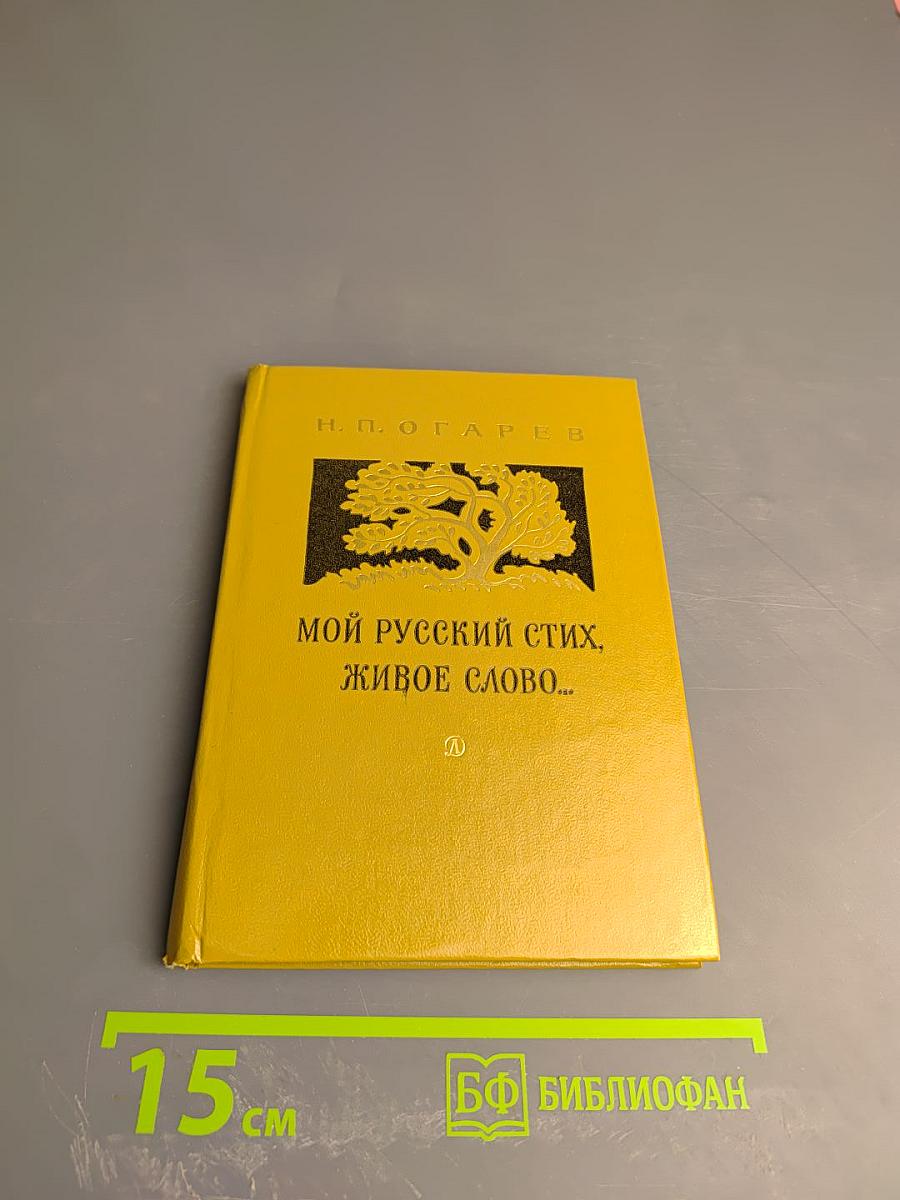 Н. П. ОГАРЕВ
МОЙ РУССКИЙ СТИХ,
ЖИВОЕ СЛОВО...
15 см
БФ БИБЛИОФАН